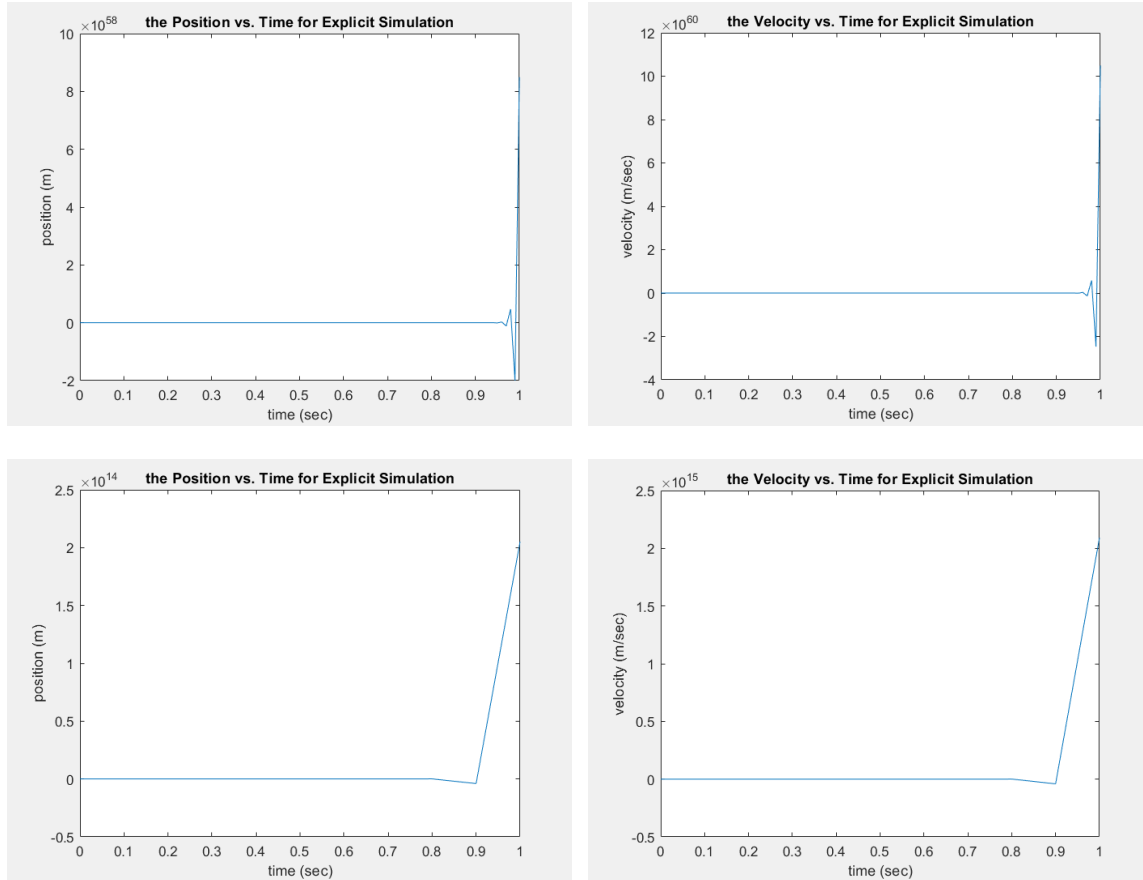 the Position vs. Time for Explicit Simulation
×10^58
10
8
6
4
2
0
-2
position (m)
0 0.1 0.2 0.3 0.4 0.5 0.6 0.7 0.8 0.9 1
time (sec)
the Velocity vs. Time for Explicit Simulation
×10^60
12
10
8
6
4
2
0
-2
-4
velocity (m/sec)
0 0.1 0.2 0.3 0.4 0.5 0.6 0.7 0.8 0.9 1
time (sec)
the Position vs. Time for Explicit Simulation
×10^14
2.5
2
1.5
1
0.5
0
-0.5
position (m)
0 0.1 0.2 0.3 0.4 0.5 0.6 0.7 0.8 0.9 1
time (sec)
the Velocity vs. Time for Explicit Simulation
×10^15
2.5
2
1.5
1
0.5
0
-0.5
velocity (m/sec)
0 0.1 0.2 0.3 0.4 0.5 0.6 0.7 0.8 0.9 1
time (sec)